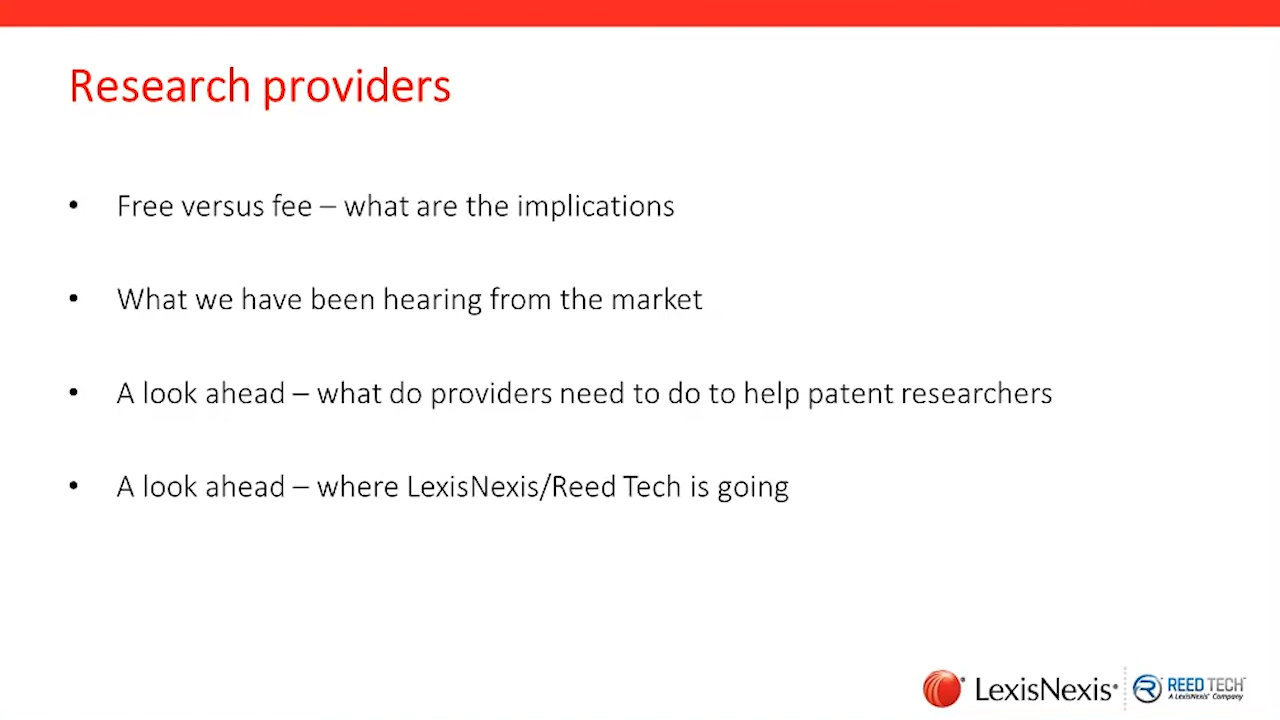 Research providers
• Free versus fee – what are the implications
• What we have been hearing from the market
• A look ahead – what do providers need to do to help patent researchers
• A look ahead – where LexisNexis/Reed Tech is going
LexisNexis® REED TECH™
A LexisNexis® Company